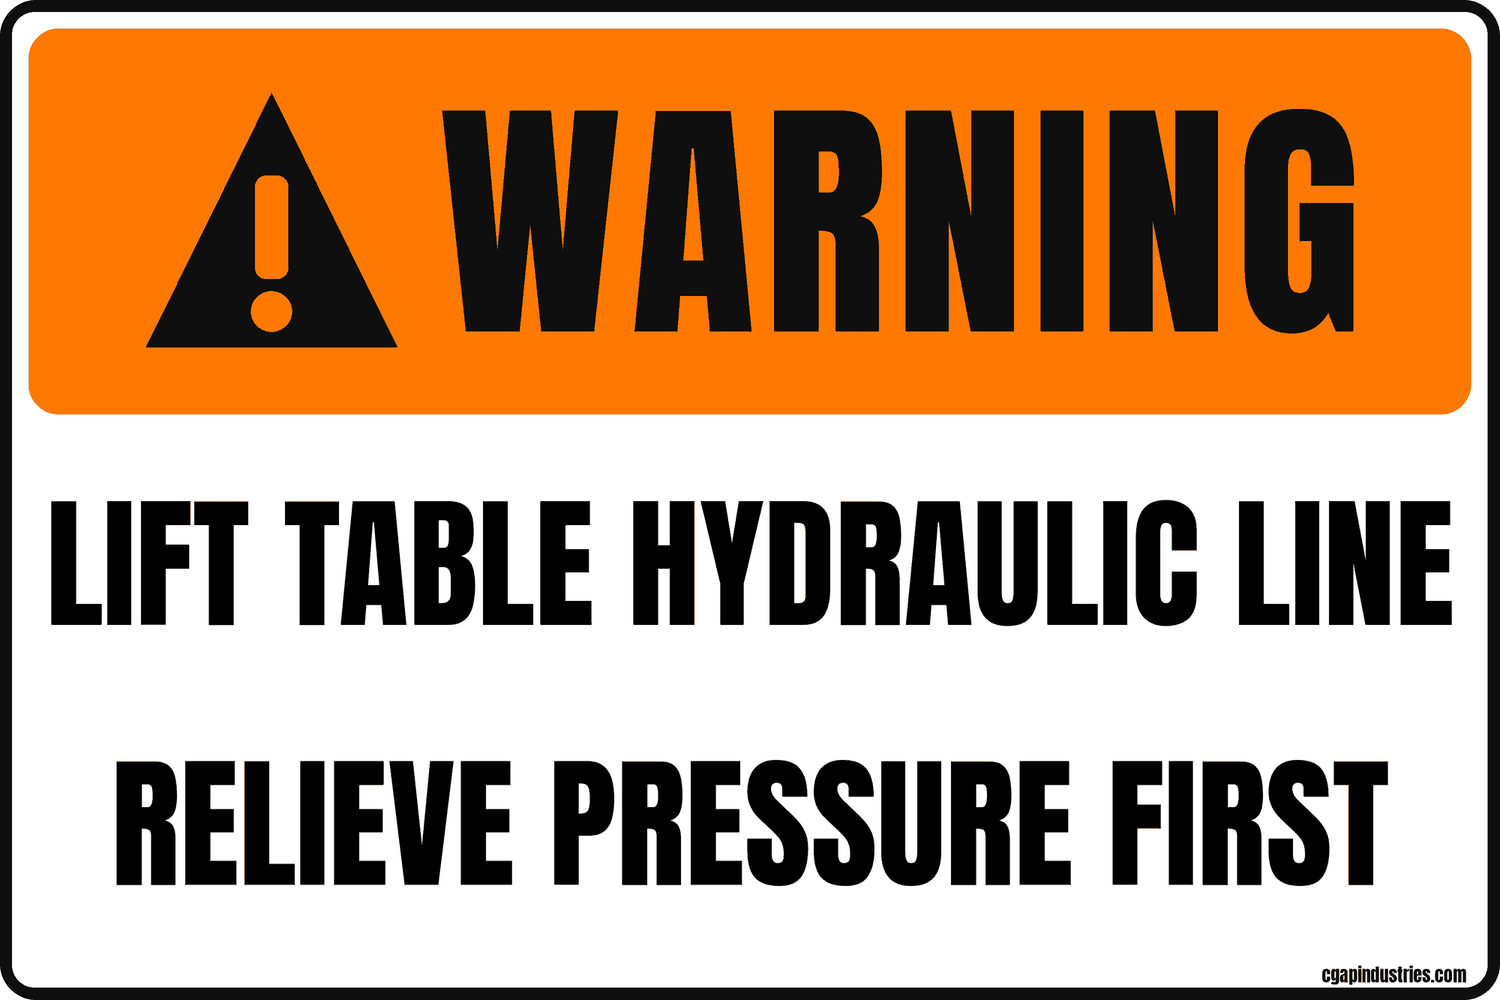 WARNING
LIFT TABLE HYDRAULIC LINE
RELIEVE PRESSURE FIRST
cgapindustries.com